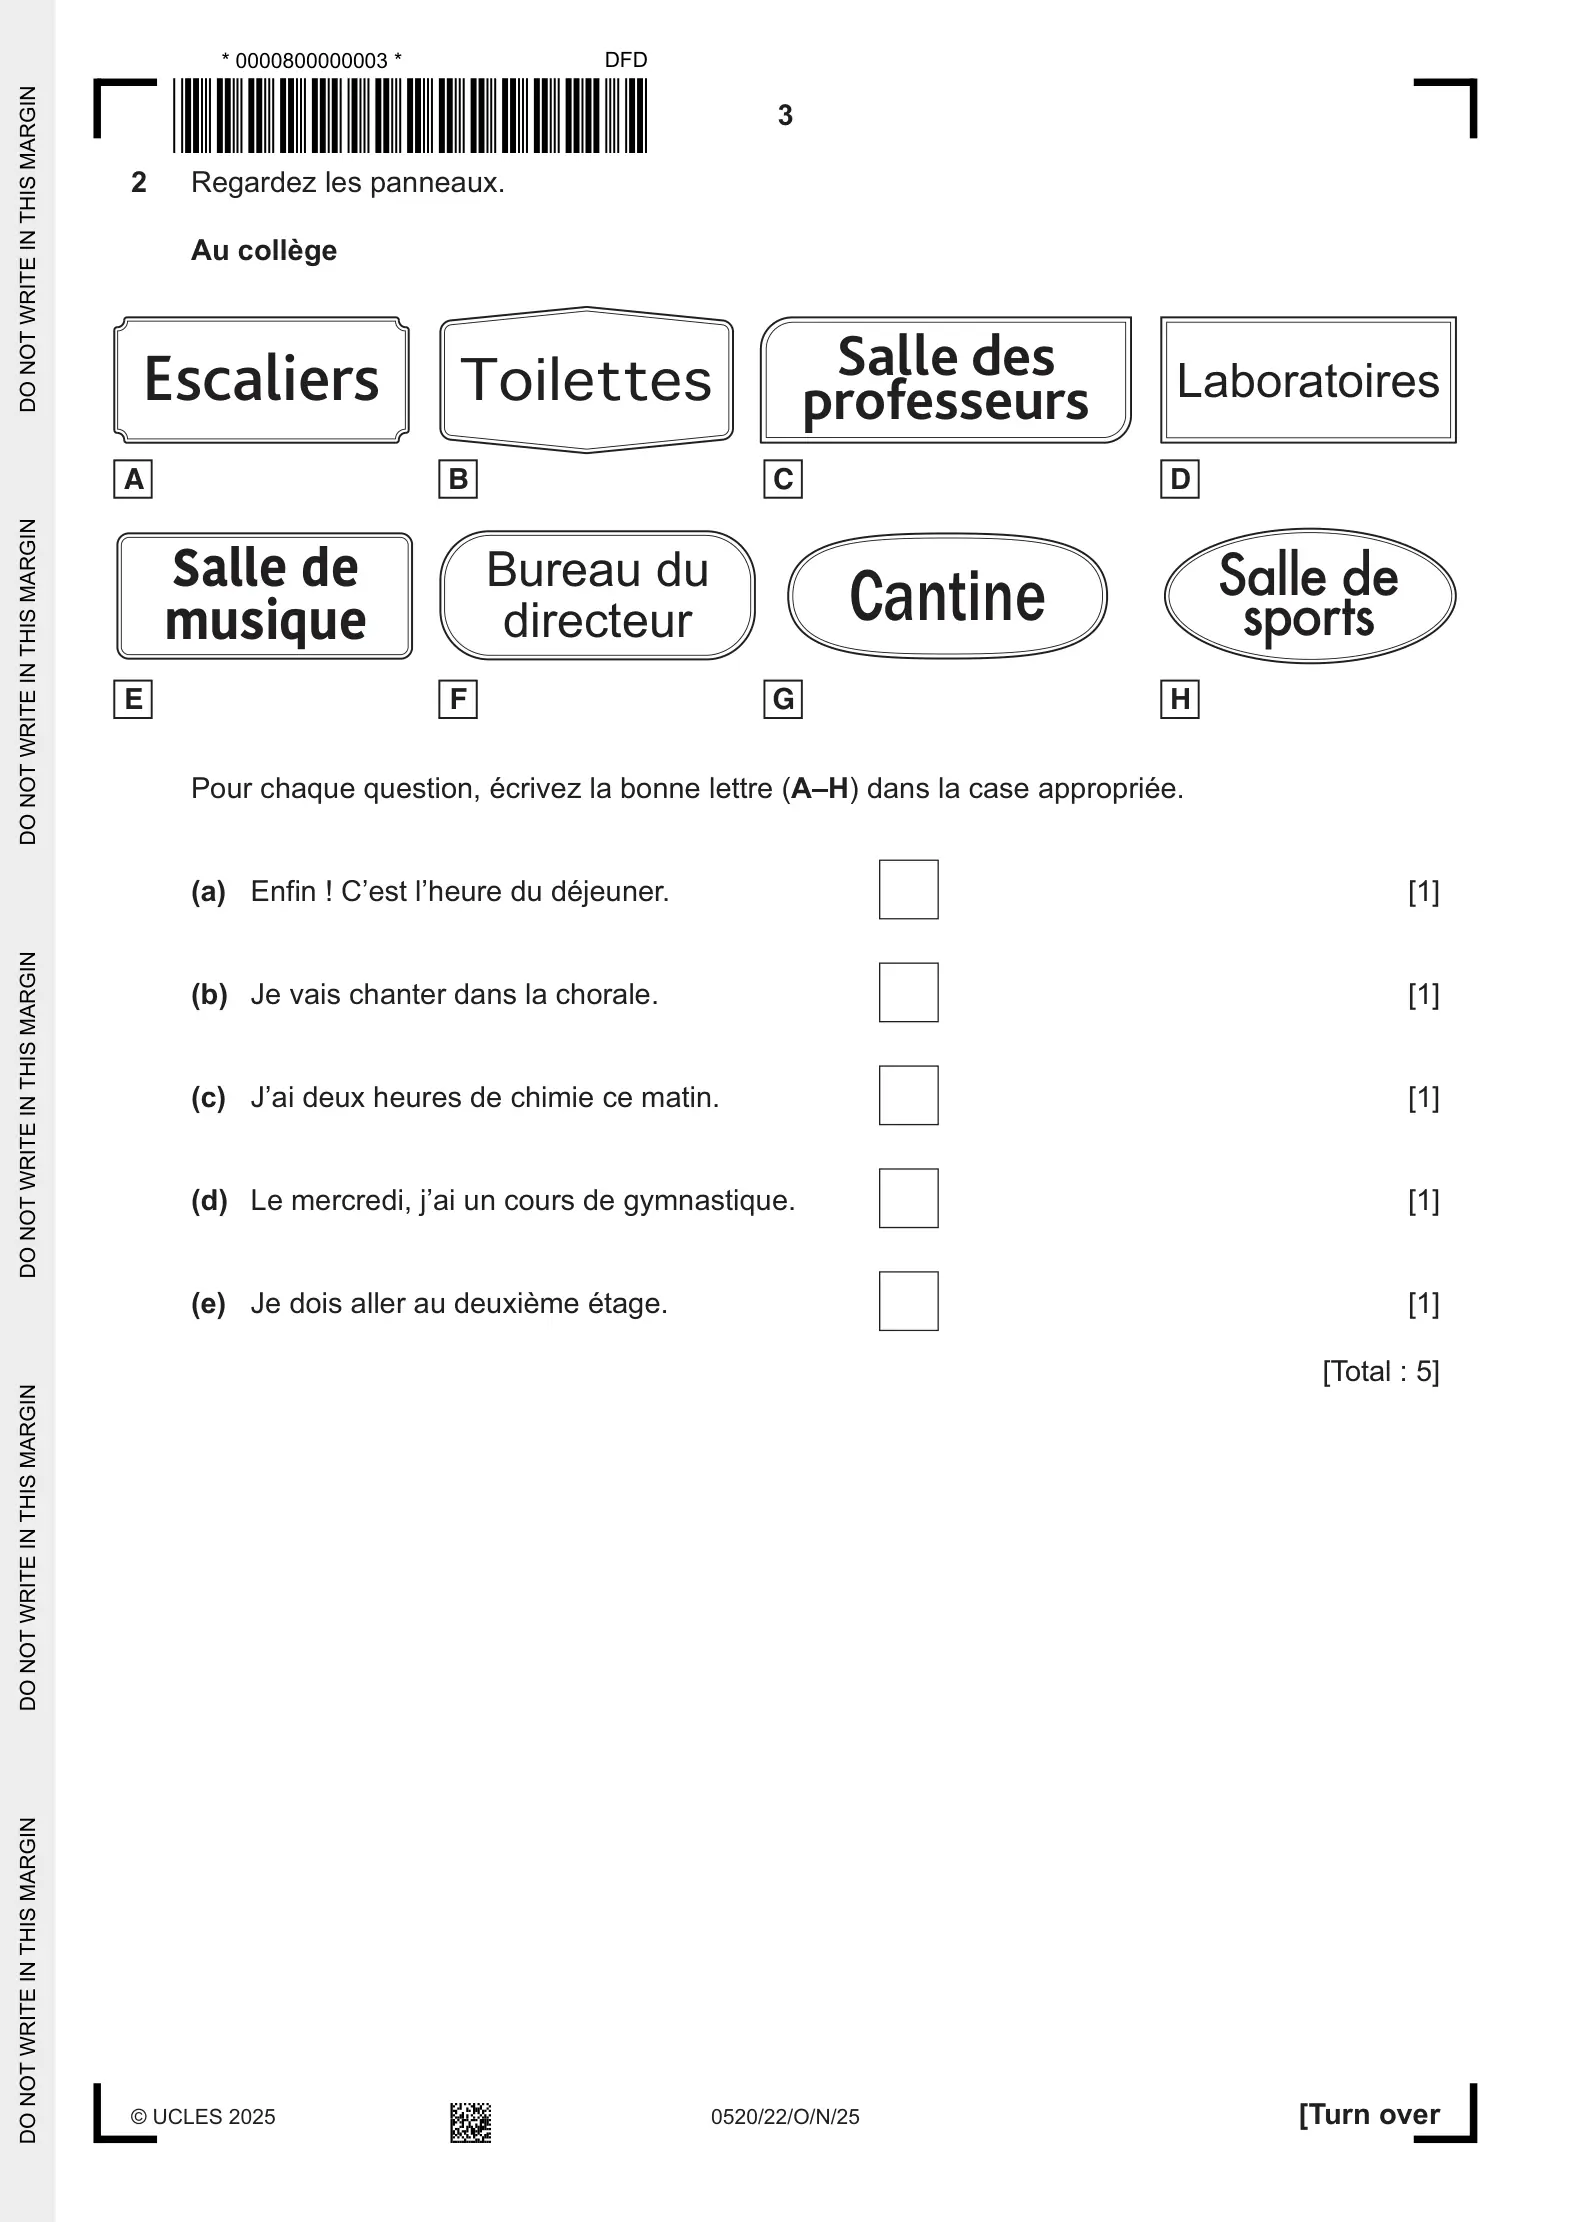 * 0000800000003 *
DFD
3
2 Regardez les panneaux.
Au collège
Escaliers
Toilettes
Salle des
professeurs
Laboratoires
A
B
C
D
Salle de
musique
Bureau du
directeur
Cantine
Salle de
sports
E
F
G
H
Pour chaque question, écrivez la bonne lettre (A–H) dans la case appropriée.
(a) Enfin ! C’est l’heure du déjeuner. [1]
(b) Je vais chanter dans la chorale. [1]
(c) J’ai deux heures de chimie ce matin. [1]
(d) Le mercredi, j’ai un cours de gymnastique. [1]
(e) Je dois aller au deuxième étage. [1]
[Total : 5]
© UCLES 2025
0520/22/O/N/25
[Turn over
DO NOT WRITE IN THIS MARGIN
DO NOT WRITE IN THIS MARGIN
DO NOT WRITE IN THIS MARGIN
DO NOT WRITE IN THIS MARGIN
DO NOT WRITE IN THIS MARGIN